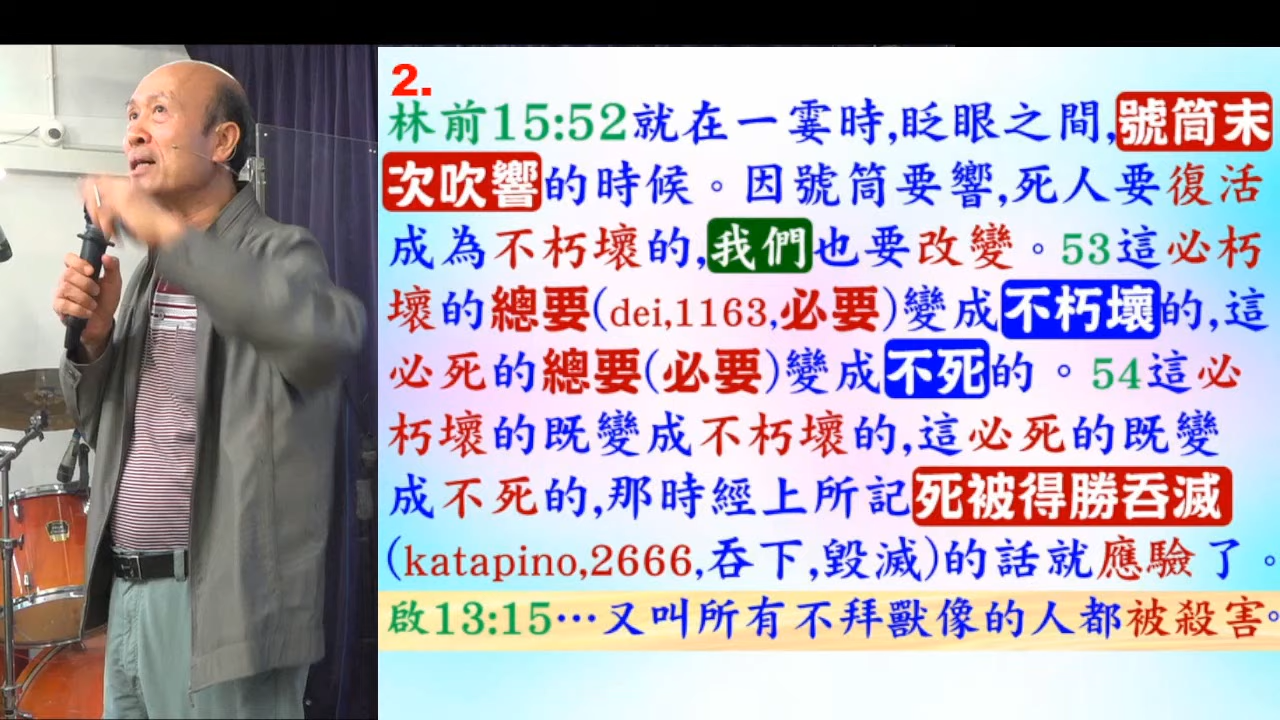 2.
林前15:52就在一霎時,眨眼之間,號筒末
次吹響的時候。因號筒要響,死人要復活
成為不朽壞的,我們也要改變。53這必朽
壞的總要(dei,1163,必要)變成不朽壞的,這
必死的總要(必要)變成不死的。54這必
朽壞的既變成不朽壞的,這必死的既變
成不死的,那時經上所記死被得勝吞滅
(katapino,2666,吞下,毀滅)的話就應驗了。
啟13:15…又叫所有不拜獸像的人都被殺害。